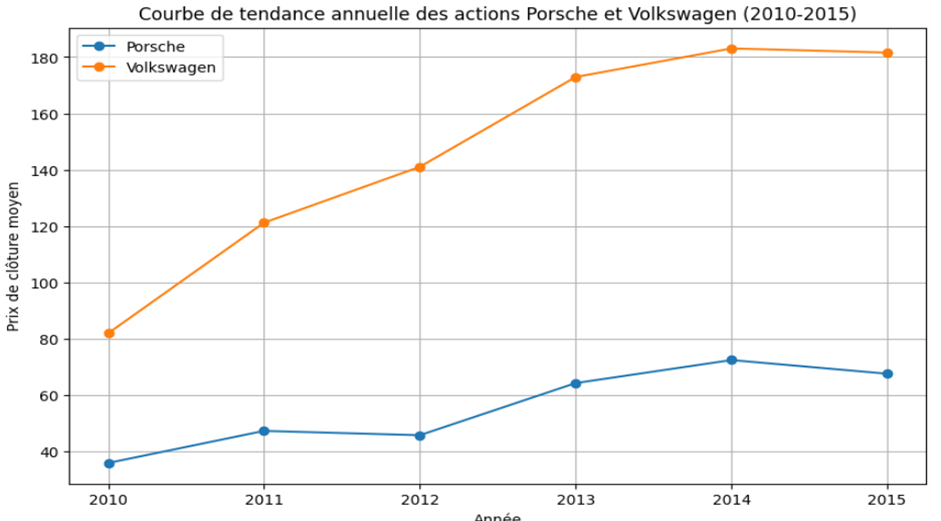 Courbe de tendance annuelle des actions Porsche et Volkswagen (2010-2015)
Porsche
Volkswagen
Prix de clôture moyen
180
160
140
120
100
80
60
40
2010 2011 2012 2013 2014 2015
Année